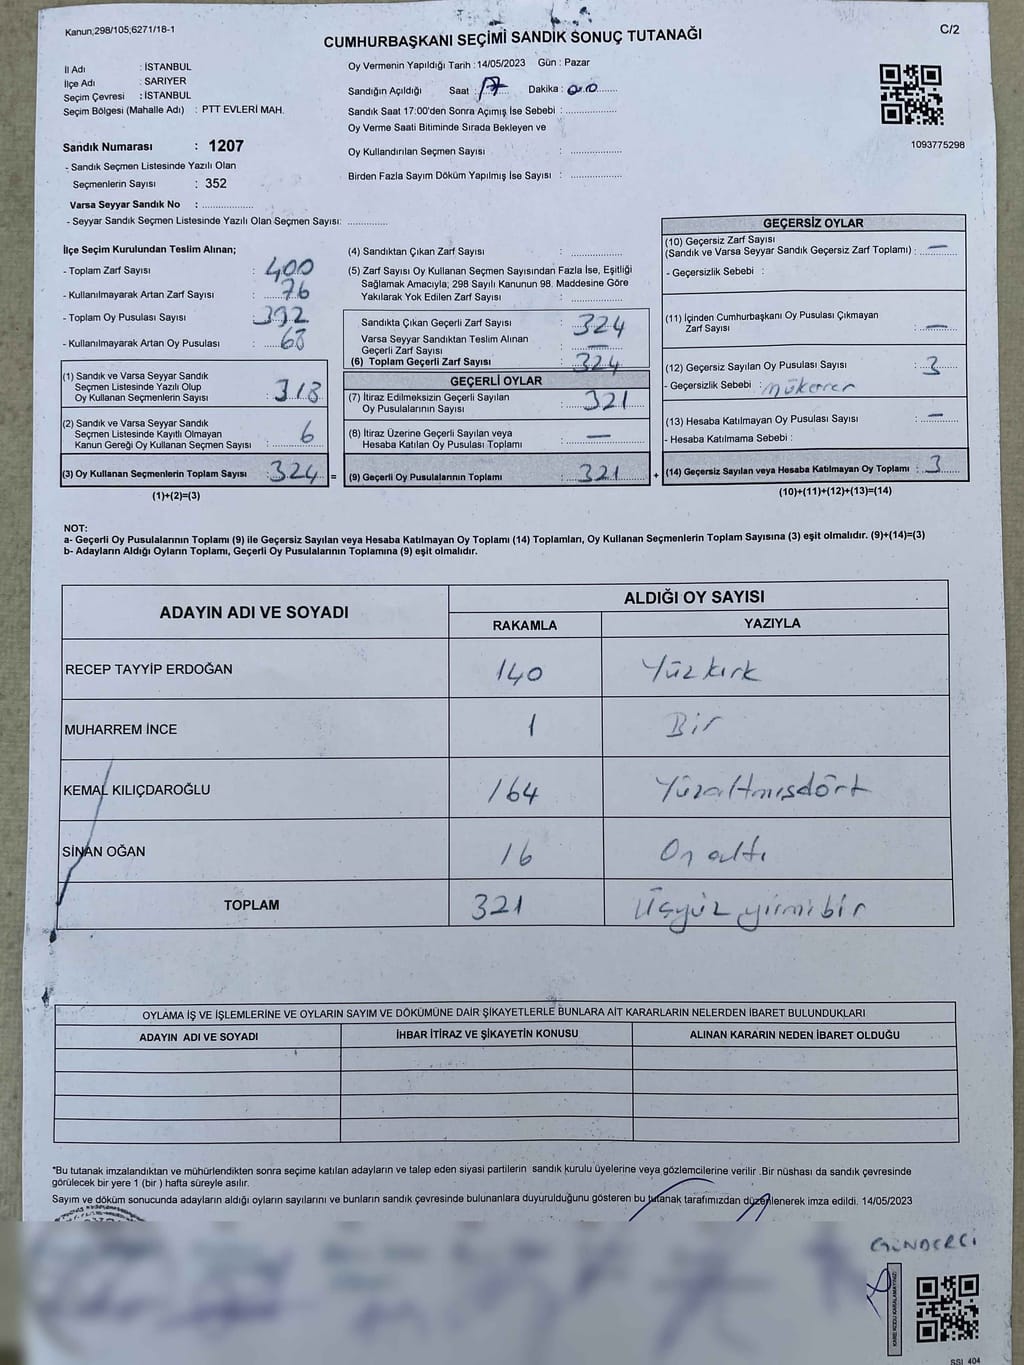 Kanun;298/105;6271/18-1
C/2
CUMHURBAŞKANI SEÇİMİ SANDIK SONUÇ TUTANAĞI
İl Adı : İSTANBUL
İlçe Adı : SARIYER
Seçim Çevresi : İSTANBUL
Seçim Bölgesi (Mahalle Adı) : PTT EVLERİ MAH.
Oy Vermenin Yapıldığı Tarih :14/05/2023 Gün : Pazar
Sandığın Açıldığı Saat : 17 Dakika : 00
Sandık Saat 17:00'den Sonra Açımış İse Sebebi :
Oy Verme Saati Bitiminde Sırada Bekleyen ve
Oy Kullandırılan Seçmen Sayısı :
Birden Fazla Sayım Döküm Yapılmış İse Sayısı :
1093775298
Sandık Numarası : 1207
- Sandık Seçmen Listesinde Yazılı Olan
Seçmenlerin Sayısı : 352
Varsa Seyyar Sandık No :
- Seyyar Sandık Seçmen Listesinde Yazılı Olan Seçmen Sayısı:
İlçe Seçim Kurulundan Teslim Alınan;
- Toplam Zarf Sayısı : 400
- Kullanılmayarak Artan Zarf Sayısı : 76
- Toplam Oy Pusulası Sayısı : 392
- Kullanılmayarak Artan Oy Pusulası : 68
(1) Sandık ve Varsa Seyyar Sandık
Seçmen Listesinde Yazılı Olup
Oy Kullanan Seçmenlerin Sayısı : 318
(2) Sandık ve Varsa Seyyar Sandık
Seçmen Listesinde Kayıtlı Olmayan
Kanun Gereği Oy Kullanan Seçmen Sayısı : 6
(3) Oy Kullanan Seçmenlerin Toplam Sayısı : 324 =
(1)+(2)=(3)
(4) Sandıktan Çıkan Zarf Sayısı :
(5) Zarf Sayısı Oy Kullanan Seçmen Sayısından Fazla İse, Eşitliği
Sağlamak Amacıyla; 298 Sayılı Kanunun 98. Maddesine Göre
Yakılarak Yok Edilen Zarf Sayısı :
Sandıkta Çıkan Geçerli Zarf Sayısı : 324
Varsa Seyyar Sandıktan Teslim Alınan
Geçerli Zarf Sayısı : —
(6) Toplam Geçerli Zarf Sayısı : 324
GEÇERLİ OYLAR
(7) İtiraz Edilmeksizin Geçerli Sayılan
Oy Pusulalarının Sayısı : 321
(8) İtiraz Üzerine Geçerli Sayılan veya
Hesaba Katılan Oy Pusulası Toplamı : —
(9) Geçerli Oy Pusulalarının Toplamı : 321 +
GEÇERSİZ OYLAR
(10) Geçersiz Zarf Sayısı
(Sandık ve Varsa Seyyar Sandık Geçersiz Zarf Toplamı) : —
- Geçersizlik Sebebi :
(11) İçinden Cumhurbaşkanı Oy Pusulası Çıkmayan
Zarf Sayısı : —
(12) Geçersiz Sayılan Oy Pusulası Sayısı : 3
- Geçersizlik Sebebi : mükerrer
(13) Hesaba Katılmayan Oy Pusulası Sayısı : —
- Hesaba Katılmama Sebebi :
(14) Geçersiz Sayılan veya Hesaba Katılmayan Oy Toplamı : 3
(10)+(11)+(12)+(13)=(14)
NOT:
a- Geçerli Oy Pusulalarının Toplamı (9) ile Geçersiz Sayılan veya Hesaba Katılmayan Oy Toplamı (14) Toplamları, Oy Kullanan Seçmenlerin Toplam Sayısına (3) eşit olmalıdır. (9)+(14)=(3)
b- Adayların Aldığı Oyların Toplamı, Geçerli Oy Pusulalarının Toplamına (9) eşit olmalıdır.
ADAYIN ADI VE SOYADI
ALDIĞI OY SAYISI
RAKAMLA YAZIYLA
RECEP TAYYİP ERDOĞAN 140 Yüzkırk
MUHARREM İNCE 1 Bir
KEMAL KILIÇDAROĞLU 164 Yüzaltmışdört
SİNAN OĞAN 16 On altı
TOPLAM 321 Üçyüz yirmibir
OYLAMA İŞ VE İŞLEMLERİNE VE OYLARIN SAYIM VE DÖKÜMÜNE DAİR ŞİKAYETLERLE BUNLARA AİT KARARLARIN NELERDEN İBARET BULUNDUKLARI
ADAYIN ADI VE SOYADI İHBAR İTİRAZ VE ŞİKAYETİN KONUSU ALINAN KARARIN NEDEN İBARET OLDUĞU
*Bu tutanak imzalandıktan ve mühürlendikten sonra seçime katılan adayların ve talep eden siyasi partilerin sandık kurulu üyelerine veya gözlemcilerine verilir .Bir nüshası da sandık çevresinde
görülecek bir yere 1 (bir ) hafta süreyle asılır.
Sayım ve döküm sonucunda adayların aldığı oyların sayılarını ve bunların sandık çevresinde bulunanlara duyurulduğunu gösteren bu tutanak tarafımızdan düzenlenerek imza edildi. 14/05/2023
KARE KODU KARALAMAYINIZ!
SSI_404